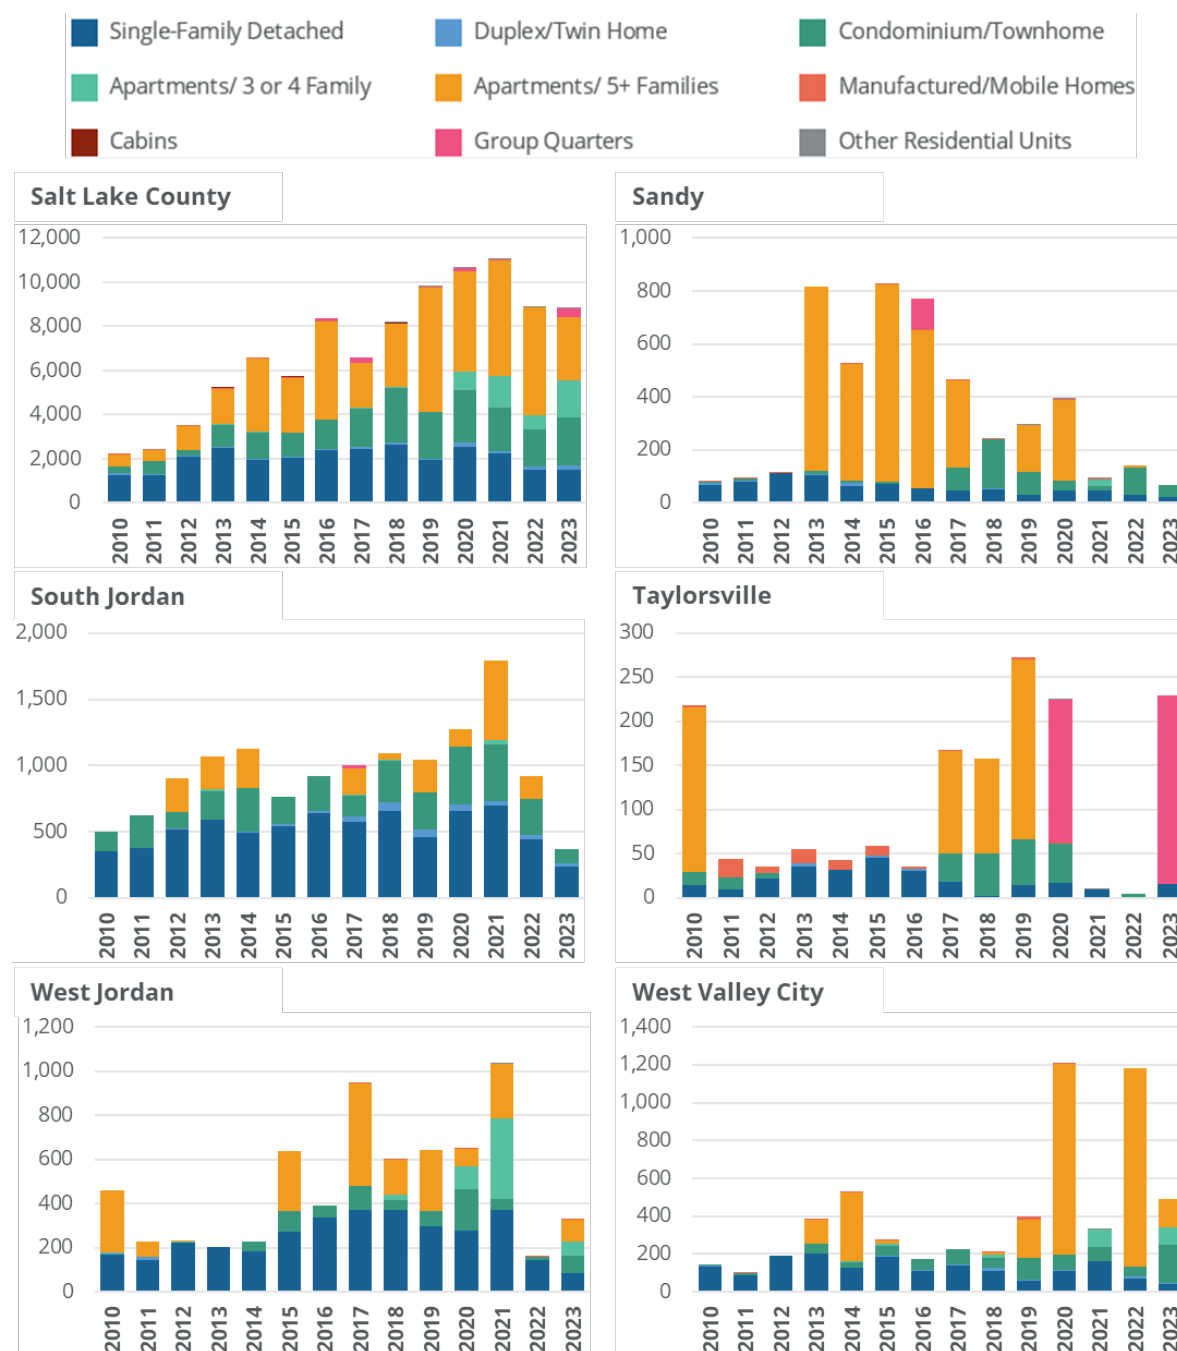 Single-Family Detached Duplex/Twin Home Condominium/Townhome
Apartments/ 3 or 4 Family Apartments/ 5+ Families Manufactured/Mobile Homes
Cabins Group Quarters Other Residential Units
Salt Lake County
12,000
10,000
8,000
6,000
4,000
2,000
0
2010 2011 2012 2013 2014 2015 2016 2017 2018 2019 2020 2021 2022 2023
Sandy
1,000
800
600
400
200
0
2010 2011 2012 2013 2014 2015 2016 2017 2018 2019 2020 2021 2022 2023
South Jordan
2,000
1,500
1,000
500
0
2010 2011 2012 2013 2014 2015 2016 2017 2018 2019 2020 2021 2022 2023
Taylorsville
300
250
200
150
100
50
0
2010 2011 2012 2013 2014 2015 2016 2017 2018 2019 2020 2021 2022 2023
West Jordan
1,200
1,000
800
600
400
200
0
2010 2011 2012 2013 2014 2015 2016 2017 2018 2019 2020 2021 2022 2023
West Valley City
1,400
1,200
1,000
800
600
400
200
0
2010 2011 2012 2013 2014 2015 2016 2017 2018 2019 2020 2021 2022 2023